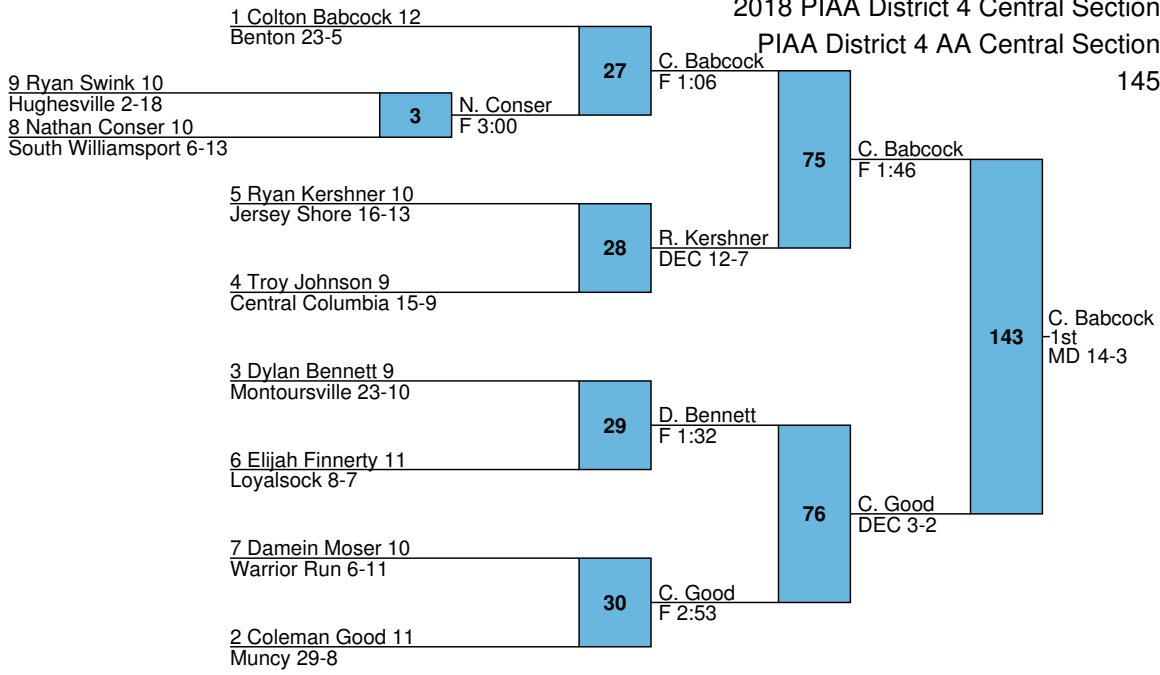 2018 PIAA District 4 Central Section
PIAA District 4 AA Central Section
145
1 Colton Babcock 12
Benton 23-5
9 Ryan Swink 10
Hughesville 2-18
8 Nathan Conser 10
South Williamsport 6-13
3
N. Conser
F 3:00
27
C. Babcock
F 1:06
5 Ryan Kershner 10
Jersey Shore 16-13
4 Troy Johnson 9
Central Columbia 15-9
28
R. Kershner
DEC 12-7
75
C. Babcock
F 1:46
3 Dylan Bennett 9
Montoursville 23-10
6 Elijah Finnerty 11
Loyalsock 8-7
29
D. Bennett
F 1:32
7 Damein Moser 10
Warrior Run 6-11
2 Coleman Good 11
Muncy 29-8
30
C. Good
F 2:53
76
C. Good
DEC 3-2
143
C. Babcock
1st
MD 14-3